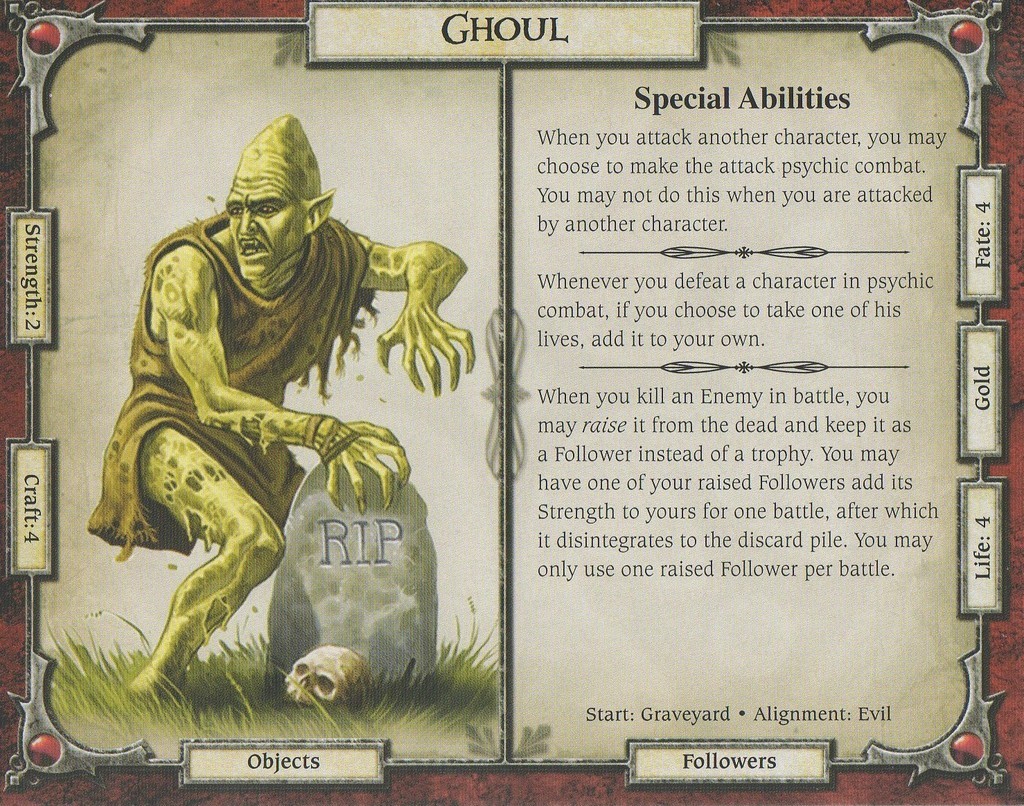 GHOUL
Strength: 2
Craft: 4
RIP
Objects
Special Abilities
When you attack another character, you may
choose to make the attack psychic combat.
You may not do this when you are attacked
by another character.
Whenever you defeat a character in psychic
combat, if you choose to take one of his
lives, add it to your own.
When you kill an Enemy in battle, you
may raise it from the dead and keep it as
a Follower instead of a trophy. You may
have one of your raised Followers add its
Strength to yours for one battle, after which
it disintegrates to the discard pile. You may
only use one raised Follower per battle.
Start: Graveyard • Alignment: Evil
Followers
Fate: 4
Gold
Life: 4